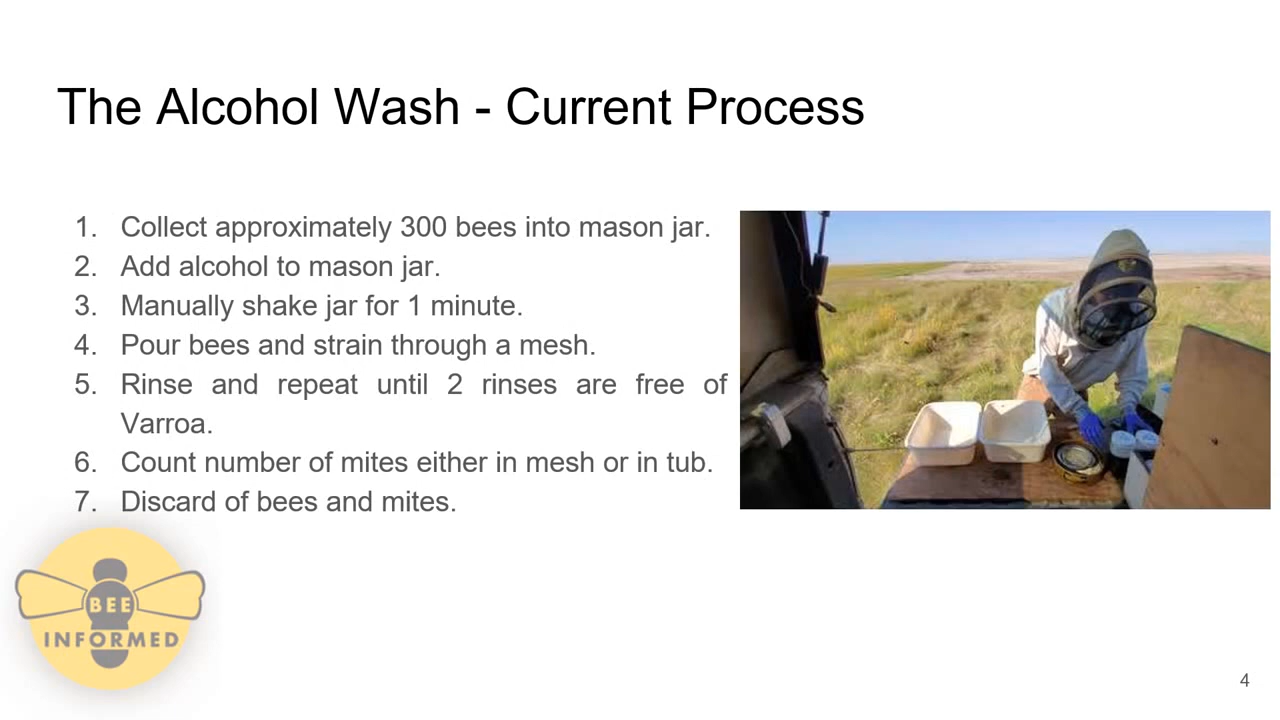 The Alcohol Wash - Current Process
1. Collect approximately 300 bees into mason jar.
2. Add alcohol to mason jar.
3. Manually shake jar for 1 minute.
4. Pour bees and strain through a mesh.
5. Rinse and repeat until 2 rinses are free of
Varroa.
6. Count number of mites either in mesh or in tub.
7. Discard of bees and mites.
BEE
INFORMED
4